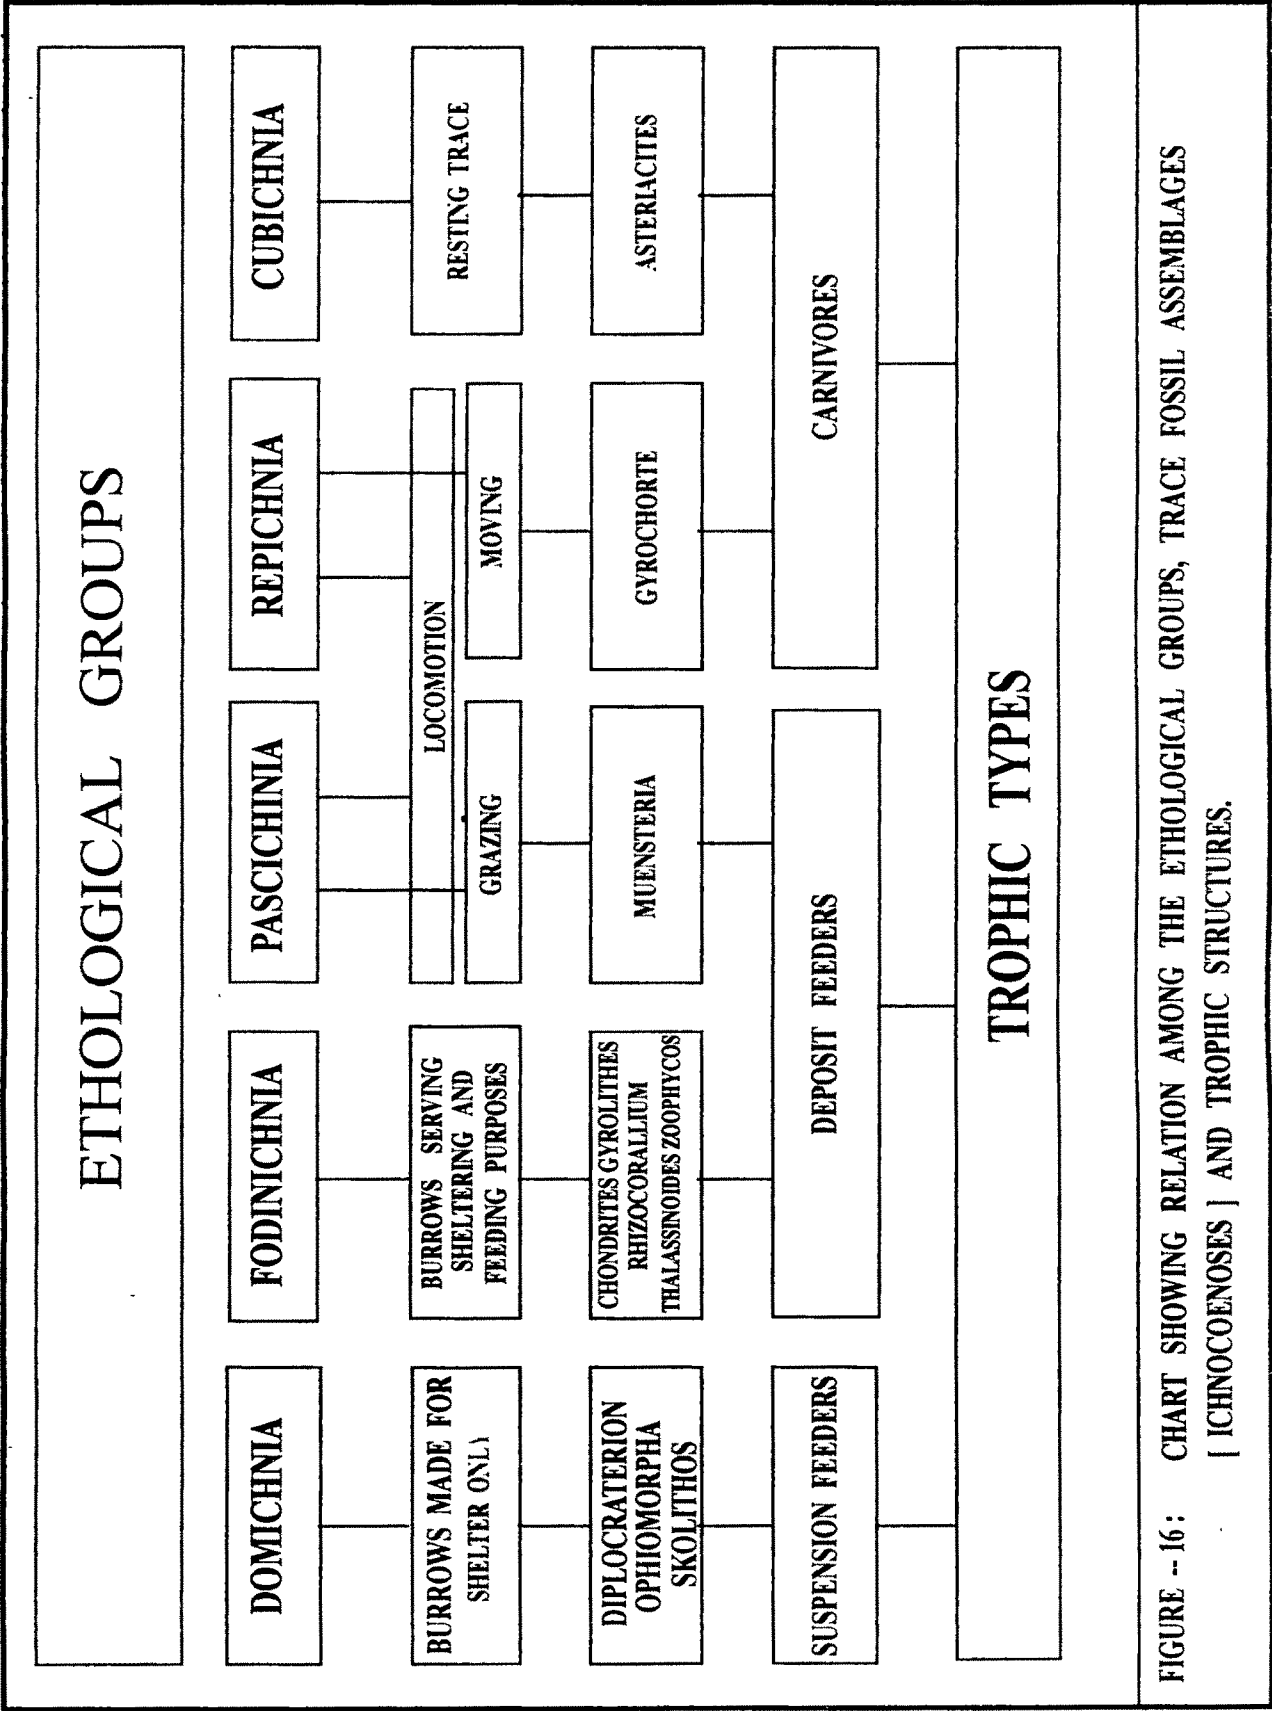 ETHOLOGICAL GROUPS
DOMICHNIA
FODINICHNIA
PASCICHINIA
REPICHNIA
CUBICHNIA
BURROWS MADE FOR
SHELTER ONLY
BURROWS SERVING
SHELTERING AND
FEEDING PURPOSES
LOCOMOTION
GRAZING
MOVING
RESTING TRACE
DIPLOCRATERION
OPHIOMORPHA
SKOLITHOS
CHONDRITES GYROLITHES
RHIZOCORALLIUM
THALASSINOIDES ZOOPHYCOS
MUENSTERIA
GYROCHORTE
ASTERIACITES
SUSPENSION FEEDERS
DEPOSIT FEEDERS
CARNIVORES
TROPHIC TYPES
FIGURE -- 16 : CHART SHOWING RELATION AMONG THE ETHOLOGICAL GROUPS, TRACE FOSSIL ASSEMBLAGES
[ ICHNOCOENOSES ] AND TROPHIC STRUCTURES.